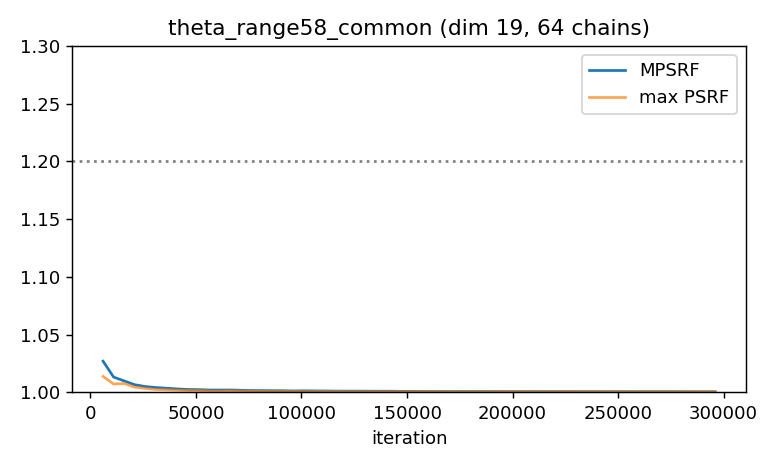 theta_range58_common (dim 19, 64 chains)
1.30
1.25
1.20
1.15
1.10
1.05
1.00
MPSRF
max PSRF
0 50000 100000 150000 200000 250000 300000
iteration